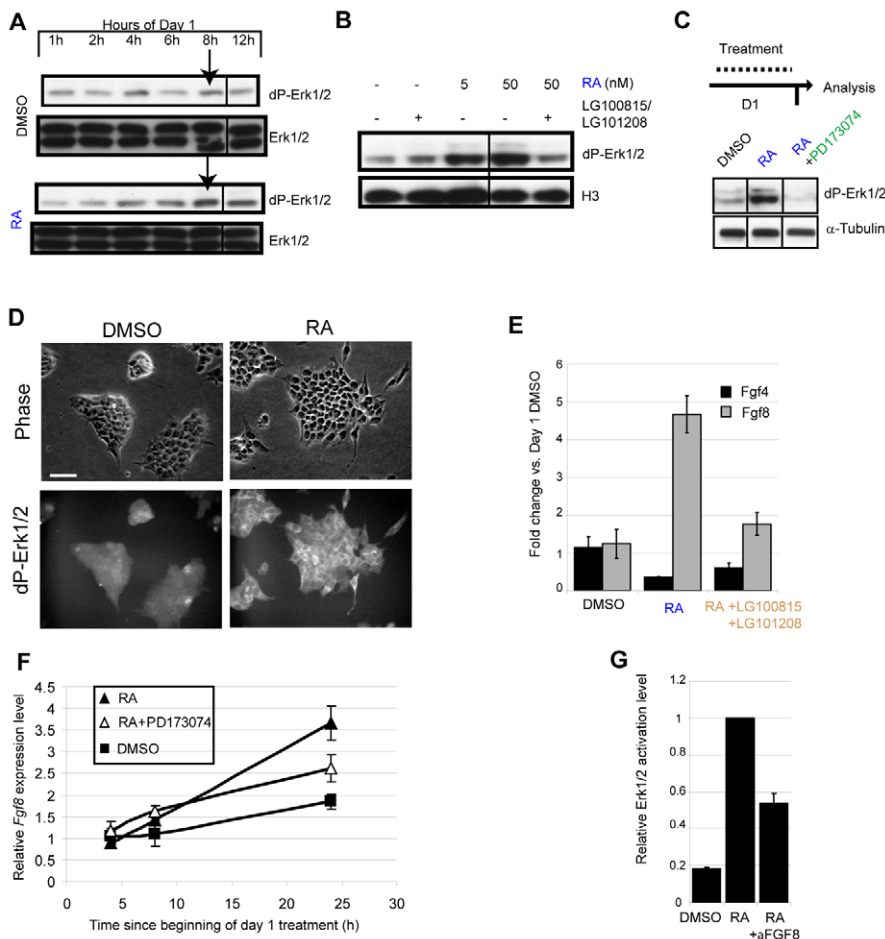 A
Hours of Day 1
1h 2h 4h 6h 8h 12h
DMSO
dP-Erk1/2
Erk1/2
RA
dP-Erk1/2
Erk1/2
B
- - 5 50 50 RA (nM)
- + - - + LG100815/
LG101208
dP-Erk1/2
H3
C
Treatment
Analysis
D1
DMSO RA RA
+PD173074
dP-Erk1/2
α-Tubulin
D
DMSO RA
Phase
dP-Erk1/2
E
Fold change vs. Day 1 DMSO
6
5
4
3
2
1
0
Fgf4
Fgf8
DMSO RA RA +LG100815
+LG101208
F
Relative Fgf8 expression level
4.5
4
3.5
3
2.5
2
1.5
1
0.5
0
RA
RA+PD173074
DMSO
0 5 10 15 20 25 30
Time since beginning of day 1 treatment (h)
G
Relative Erk1/2 activation level
1.2
1
0.8
0.6
0.4
0.2
0
DMSO RA RA
+aFGF8